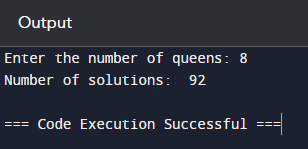 Output
Enter the number of queens: 8
Number of solutions:  92
=== Code Execution Successful ===